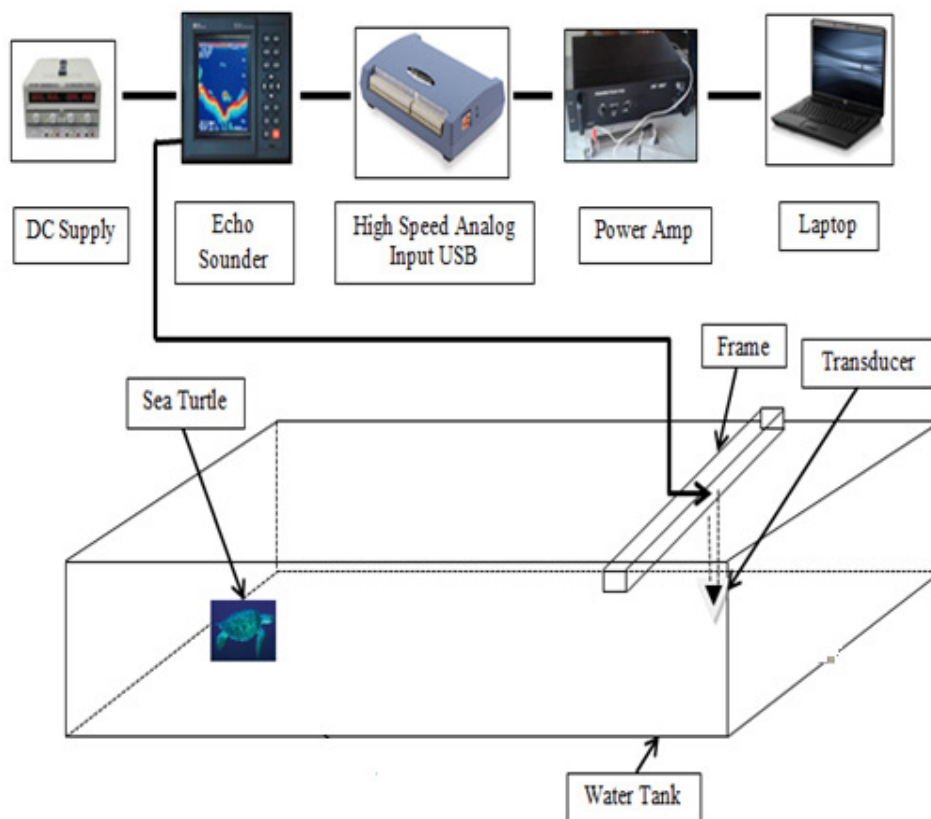 DC Supply
Echo
Sounder
High Speed Analog
Input USB
Power Amp
Laptop
Frame
Transducer
Sea Turtle
Water Tank